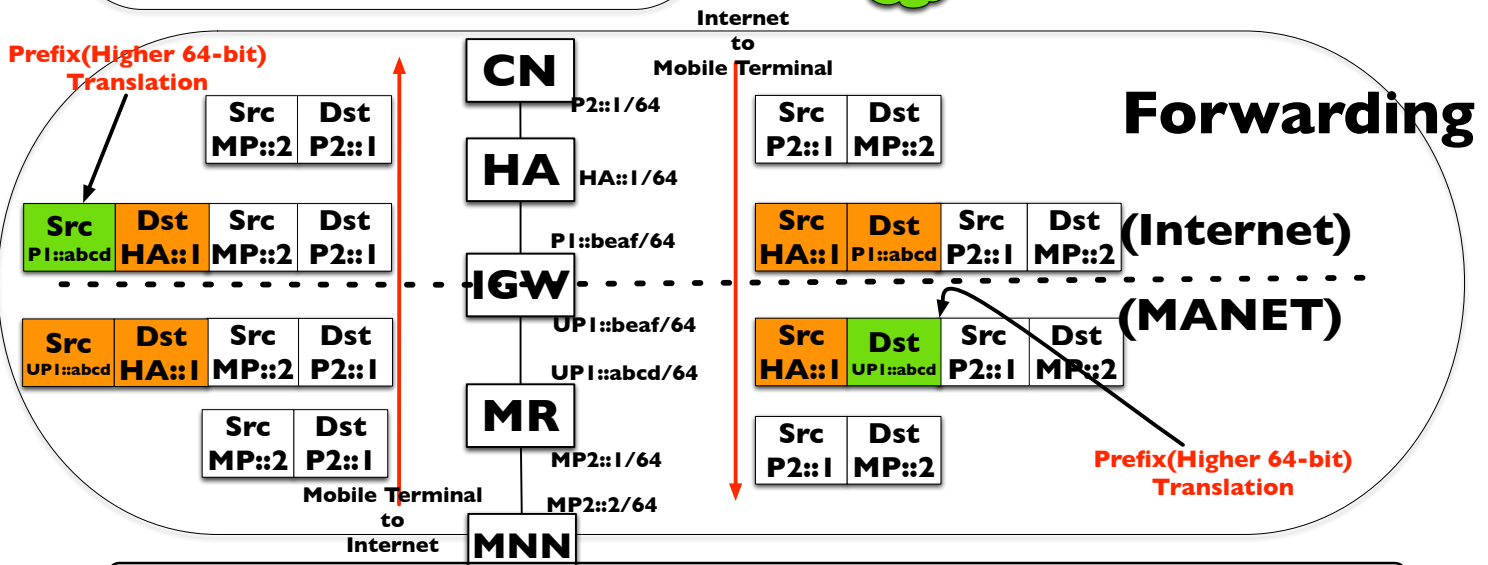 Internet
to
Mobile Terminal
Prefix(Higher 64-bit)
Translation
Forwarding
CN
P2::1/64
Src Dst
MP::2 P2::1
Src Dst
P2::1 MP::2
HA
HA::1/64
Src Dst Src Dst
P1::abcd HA::1 MP::2 P2::1
Src Dst Src Dst
HA::1 P1::abcd P2::1 MP::2
(Internet)
P1::beaf/64
IGW
(MANET)
UP1::beaf/64
Src Dst Src Dst
UP1::abcd HA::1 MP::2 P2::1
Src Dst Src Dst
HA::1 UP1::abcd P2::1 MP::2
UP1::abcd/64
MR
Src Dst
MP::2 P2::1
Src Dst
P2::1 MP::2
MP2::1/64
Prefix(Higher 64-bit)
Translation
Mobile Terminal
to
Internet
MP2::2/64
MNN